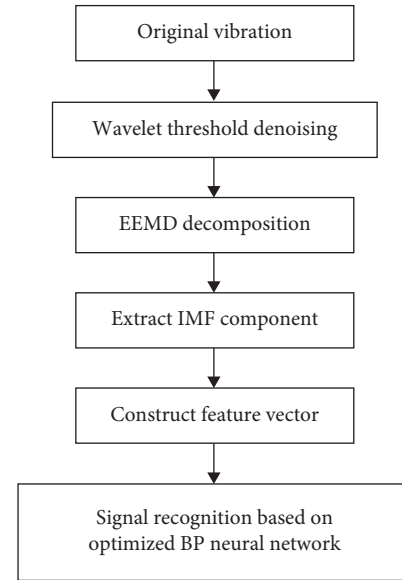 Original vibration
Wavelet threshold denoising
EEMD decomposition
Extract IMF component
Construct feature vector
Signal recognition based on
optimized BP neural network